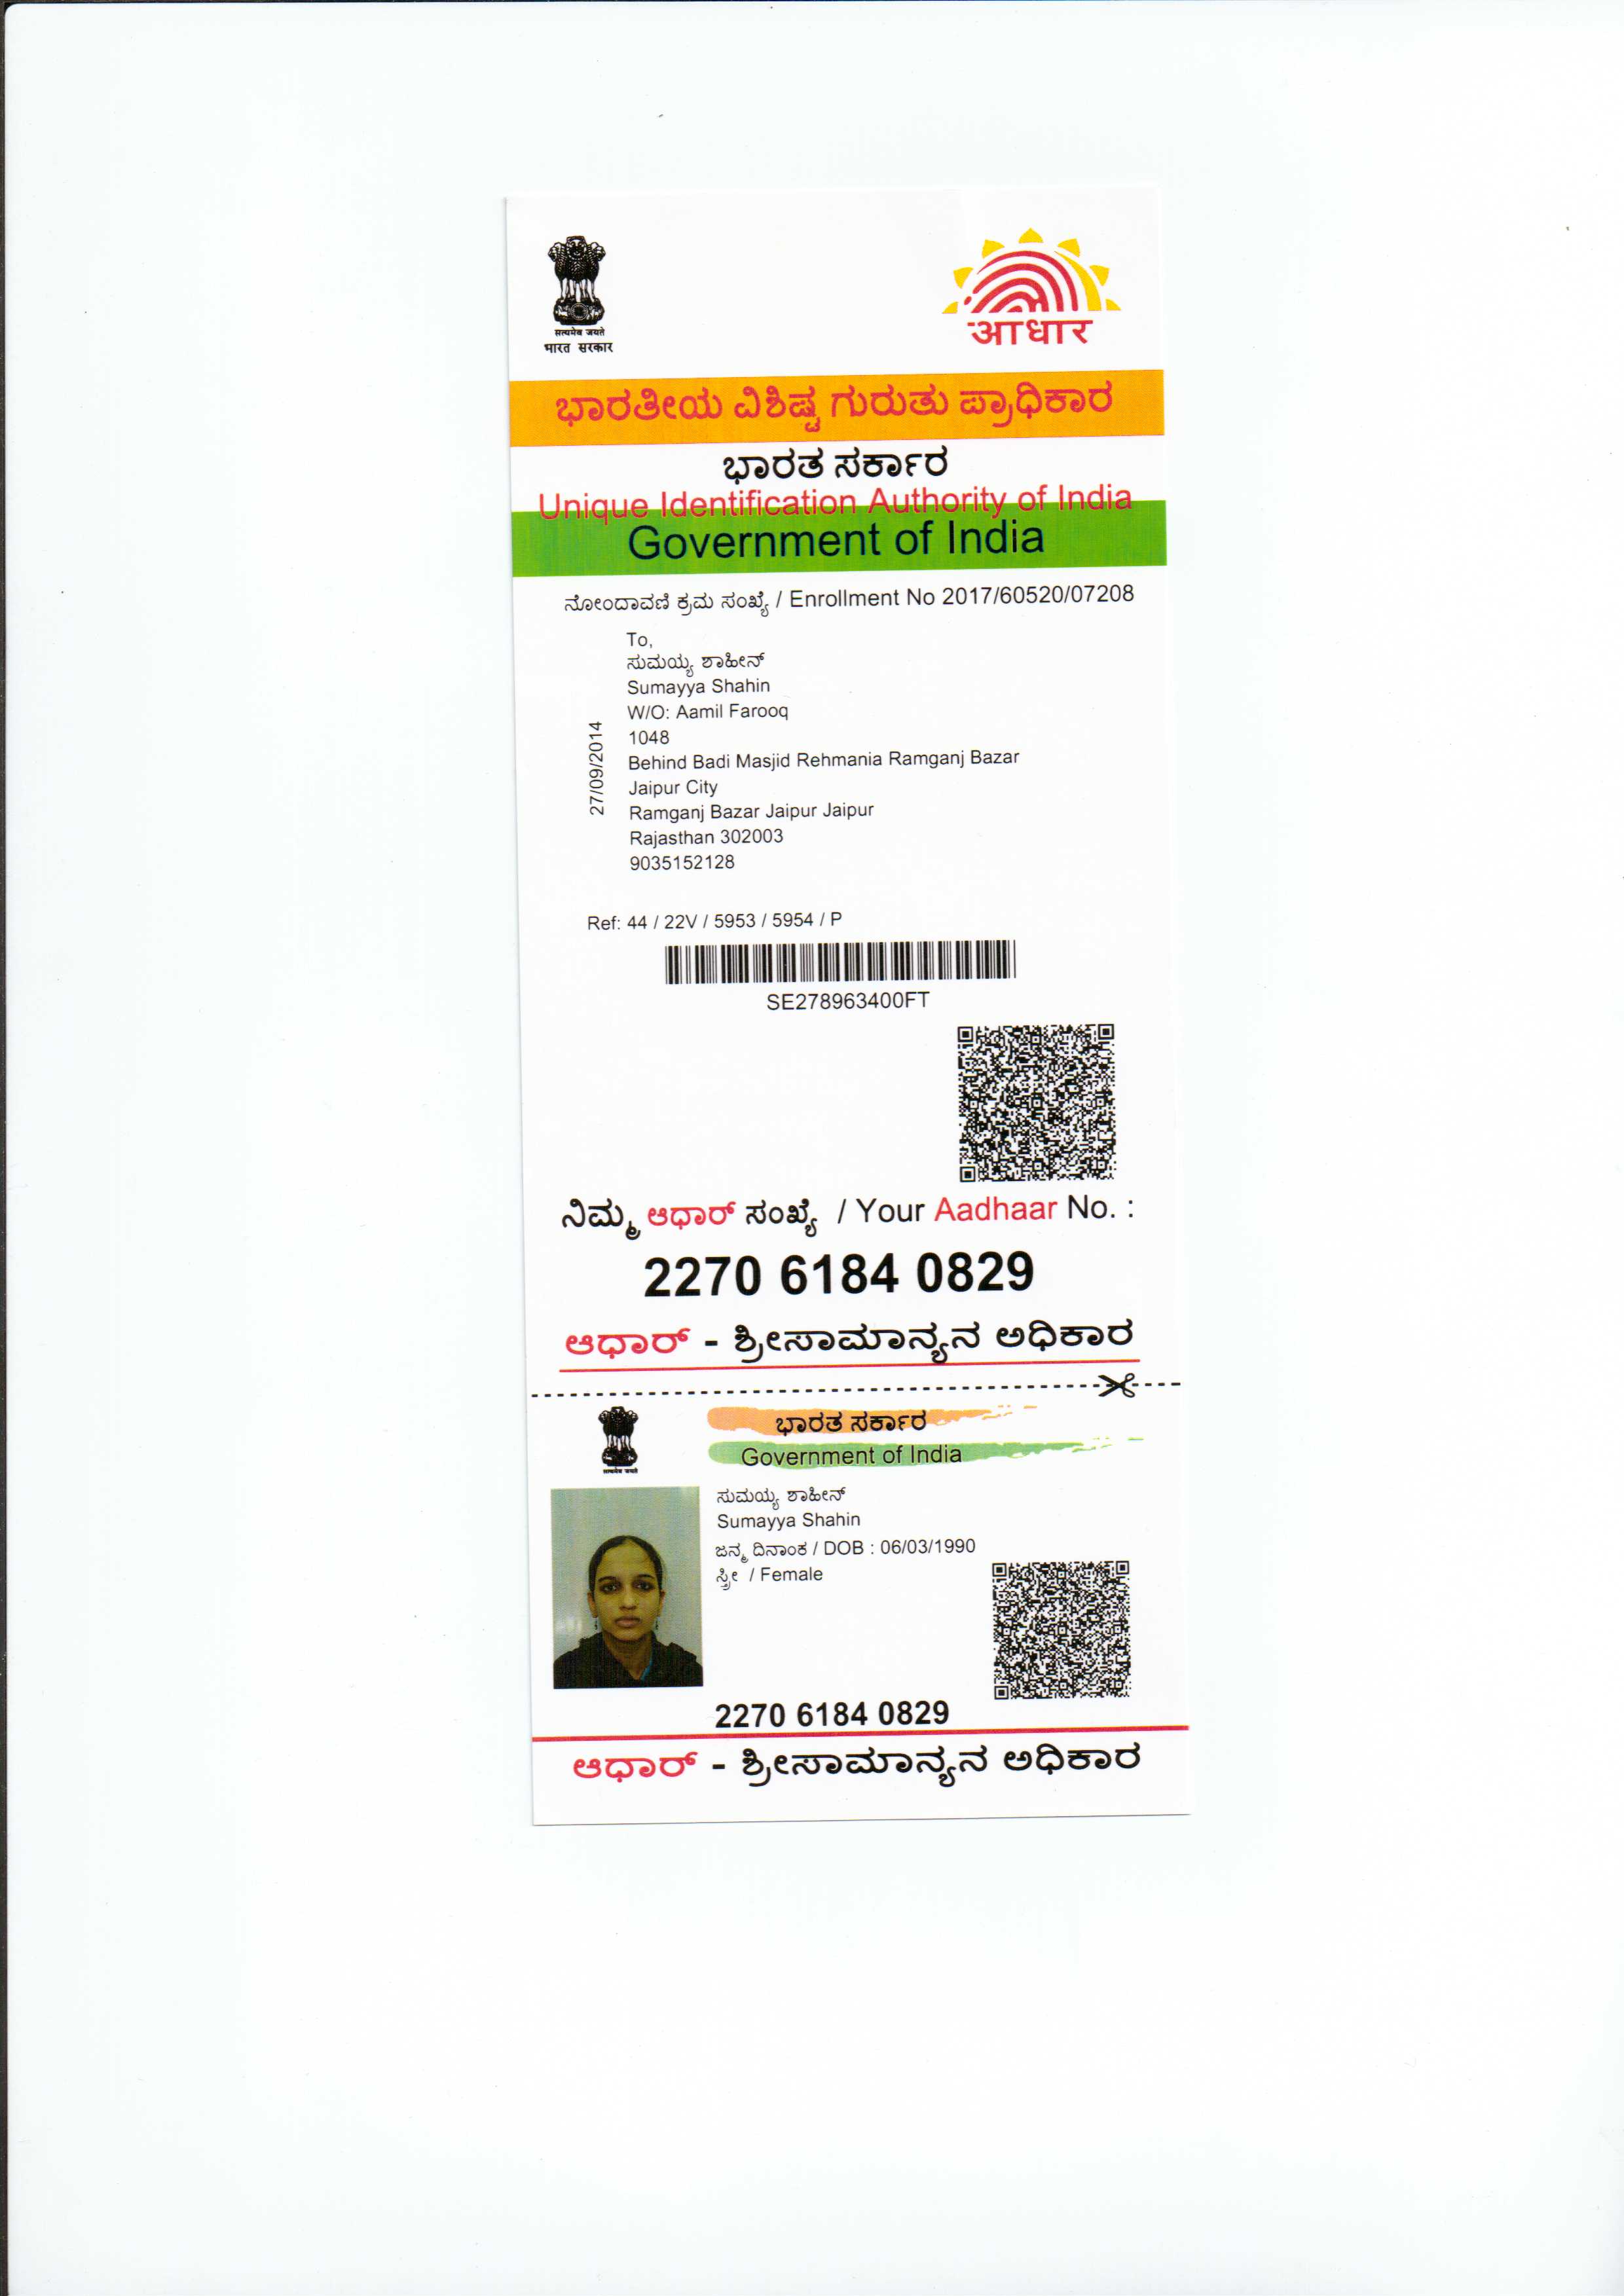 सत्यमेव जयते
भारत सरकार
आधार
ಭಾರತೀಯ ವಿಶಿಷ್ಟ ಗುರುತು ಪ್ರಾಧಿಕಾರ
ಭಾರತ ಸರ್ಕಾರ
Unique Identification Authority of India
Government of India
ನೋಂದಾವಣಿ ಕ್ರಮ ಸಂಖ್ಯೆ / Enrollment No 2017/60520/07208
27/09/2014
To,
ಸುಮಯ್ಯ ಶಾಹೀನ್
Sumayya Shahin
W/O: Aamil Farooq
1048
Behind Badi Masjid Rehmania Ramganj Bazar
Jaipur City
Ramganj Bazar Jaipur Jaipur
Rajasthan 302003
9035152128
Ref: 44 / 22V / 5953 / 5954 / P
SE278963400FT
ನಿಮ್ಮ ಆಧಾರ್ ಸಂಖ್ಯೆ / Your Aadhaar No. :
2270 6184 0829
ಆಧಾರ್ - ಶ್ರೀಸಾಮಾನ್ಯನ ಅಧಿಕಾರ
सत्यमेव जयते
ಭಾರತ ಸರ್ಕಾರ
Government of India
ಸುಮಯ್ಯ ಶಾಹೀನ್
Sumayya Shahin
ಜನ್ಮ ದಿನಾಂಕ / DOB : 06/03/1990
ಸ್ತ್ರೀ / Female
2270 6184 0829
ಆಧಾರ್ - ಶ್ರೀಸಾಮಾನ್ಯನ ಅಧಿಕಾರ